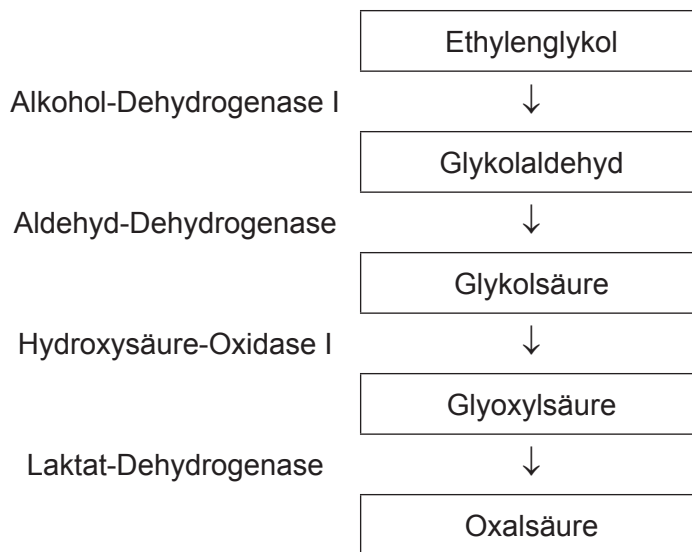 Ethylenglykol
Alkohol-Dehydrogenase I ↓
Glykolaldehyd
Aldehyd-Dehydrogenase ↓
Glykolsäure
Hydroxysäure-Oxidase I ↓
Glyoxylsäure
Laktat-Dehydrogenase ↓
Oxalsäure